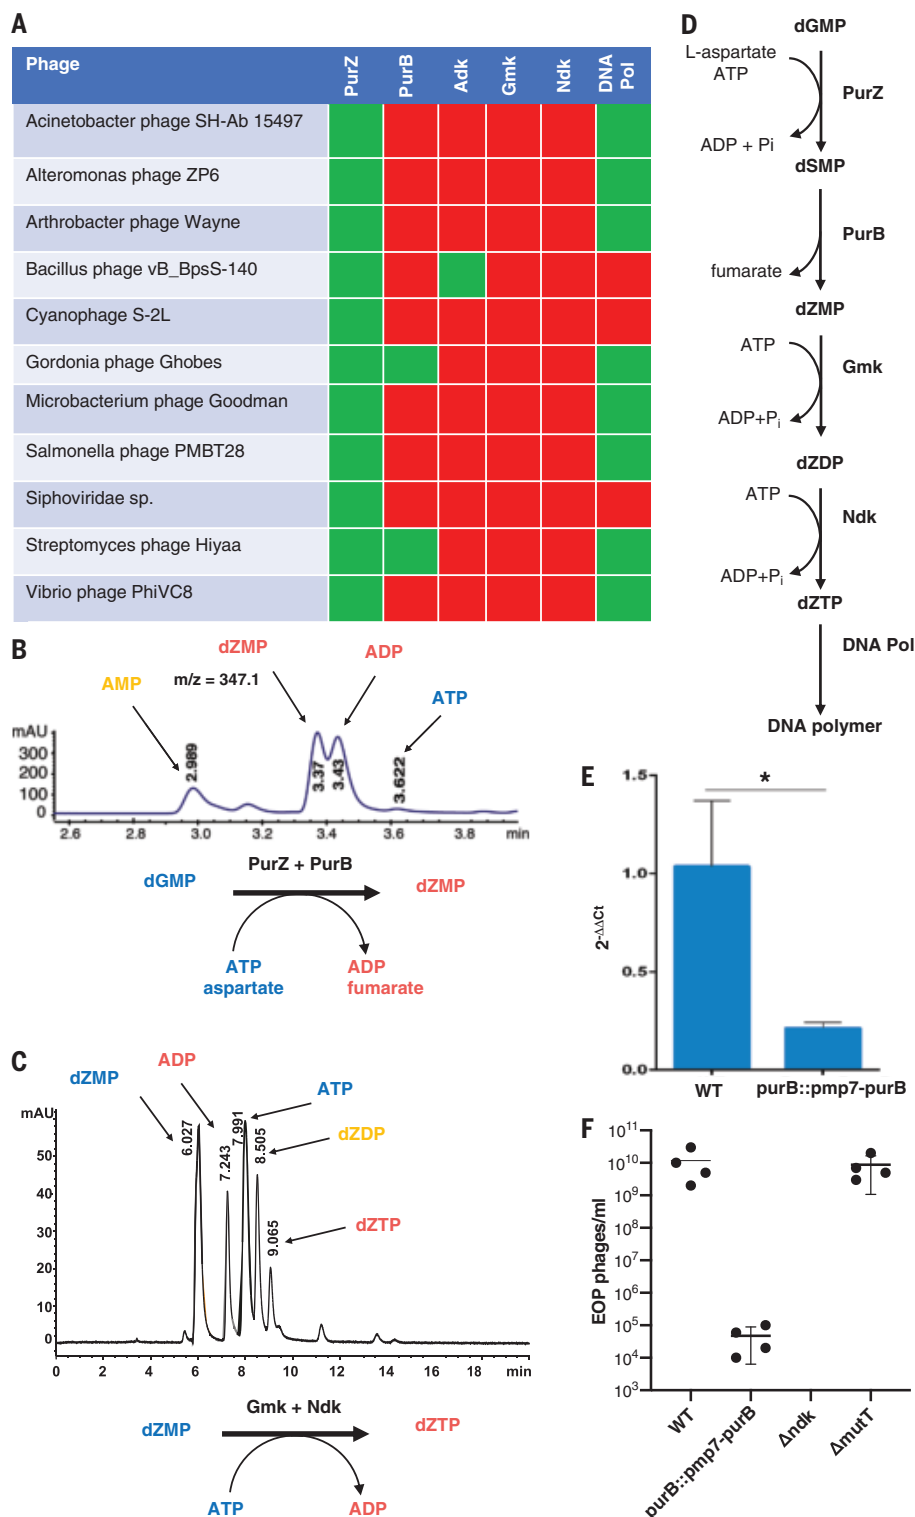 A
Phage PurZ PurB Adk Gmk Ndk DNA Pol
Acinetobacter phage SH-Ab 15497
Alteromonas phage ZP6
Arthrobacter phage Wayne
Bacillus phage vB_BpsS-140
Cyanophage S-2L
Gordonia phage Ghobes
Microbacterium phage Goodman
Salmonella phage PMBT28
Siphoviridae sp.
Streptomyces phage Hiyaa
Vibrio phage PhiVC8
B
dZMP
ADP
AMP
m/z = 347.1
ATP
mAU
300
200
100
0
2.989
3.37
3.43
3.622
2.6 3.0 3.2 3.4 3.6 3.8 min
PurZ + PurB
dGMP
dZMP
ATP
aspartate
ADP
fumarate
C
ADP
dZMP
ATP
dZDP
dZTP
mAU
50
40
30
20
10
0
6.027
7.243
7.991
8.505
9.065
0 2 4 6 8 10 12 14 16 18 min
Gmk + Ndk
dZMP
dZTP
ATP
ADP
D
dGMP
L-aspartate
ATP
PurZ
ADP + Pi
dSMP
PurB
fumarate
dZMP
ATP
Gmk
ADP+Pi
dZDP
ATP
Ndk
ADP+Pi
dZTP
DNA Pol
DNA polymer
E
1.5
1.0
0.5
0.0
2-ΔΔCt
*
WT
purB::pmp7-purB
F
10¹¹
10¹⁰
10⁹
10⁸
10⁷
10⁶
10⁵
10⁴
10³
EOP phages/ml
WT
purB::pmp7-purB
Δndk
ΔmutT